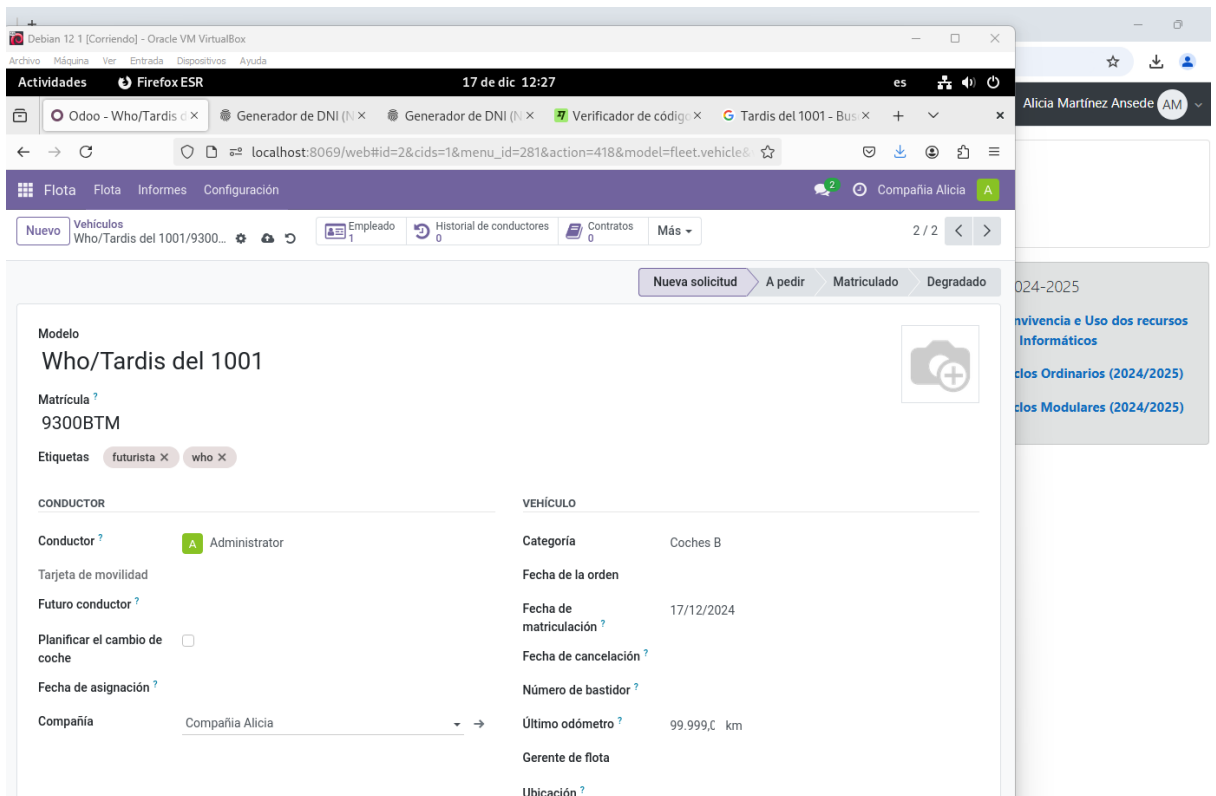 Debian 12 1 [Corriendo] - Oracle VM VirtualBox
Archivo Máquina Ver Entrada Dispositivos Ayuda
Actividades Firefox ESR 17 de dic 12:27 es
Alicia Martínez Ansede AM
Odoo - Who/Tardis d Generador de DNI (N Generador de DNI (N Verificador de código Tardis del 1001 - Bus
localhost:8069/web#id=2&cids=1&menu_id=281&action=418&model=fleet.vehicle&
Flota Flota Informes Configuración 2 Compañia Alicia A
Nuevo Vehículos
Who/Tardis del 1001/9300...
Empleado
1
Historial de conductores
0
Contratos
0
Más
2 / 2
Nueva solicitud A pedir Matriculado Degradado
024-2025
nvivencia e Uso dos recursos
Informáticos
clos Ordinarios (2024/2025)
clos Modulares (2024/2025)
Modelo
Who/Tardis del 1001
Matrícula ?
9300BTM
Etiquetas futurista who
CONDUCTOR
Conductor ? A Administrator
Tarjeta de movilidad
Futuro conductor ?
Planificar el cambio de
coche
Fecha de asignación ?
Compañía Compañia Alicia
VEHÍCULO
Categoría Coches B
Fecha de la orden
Fecha de
matriculación ? 17/12/2024
Fecha de cancelación ?
Número de bastidor ?
Último odómetro ? 99.999,0 km
Gerente de flota
Ubicación ?